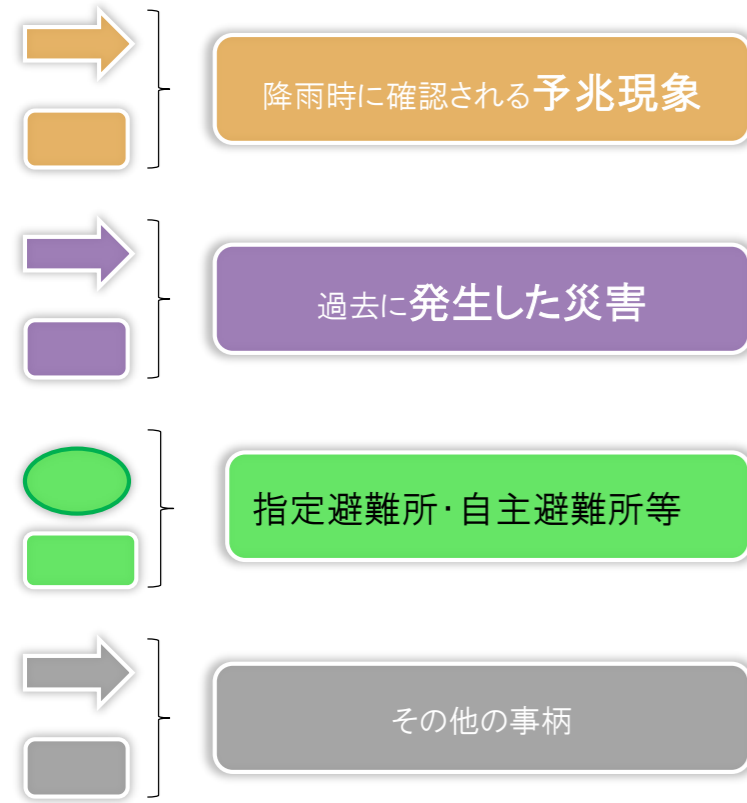 降雨時に確認される予兆現象
過去に発生した災害
指定避難所・自主避難所等
その他の事柄